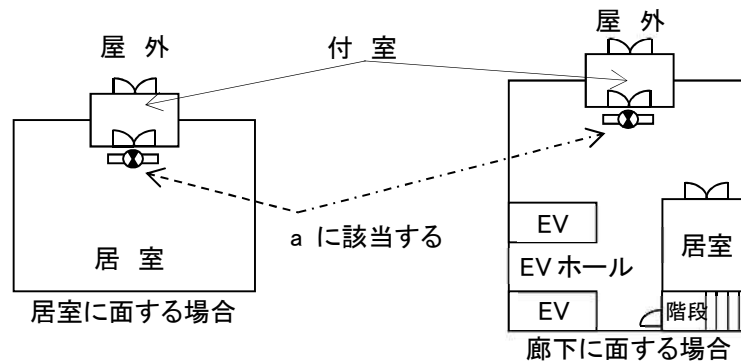 屋 外
付 室
屋 外
a に該当する
居 室
居室に面する場合
EV
EV ホール
EV
居室
階段
廊下に面する場合